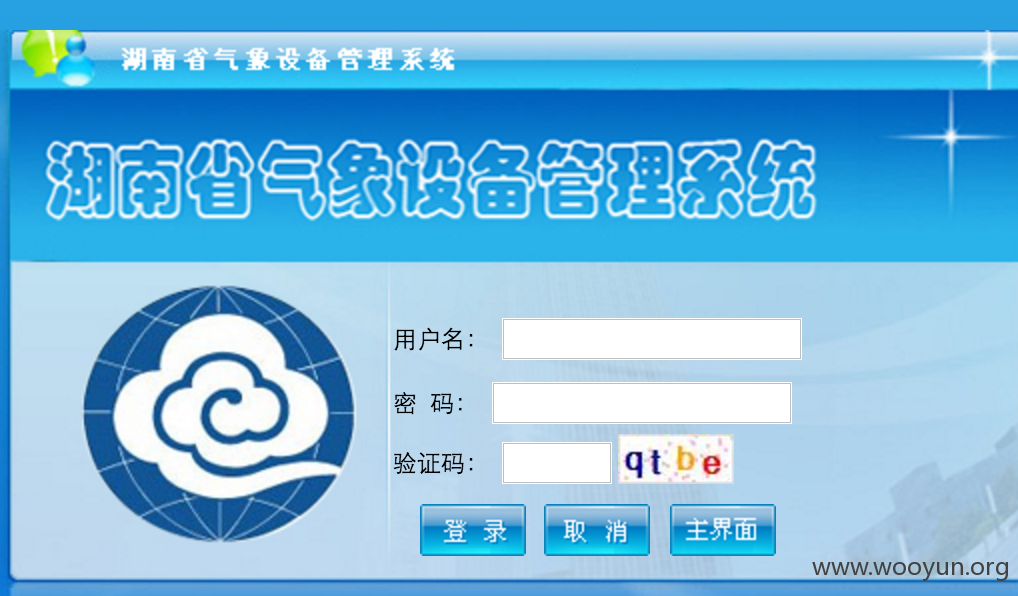 湖南省气象设备管理系统
湖南省气象设备管理系统
用户名：
密 码：
验证码： qtbe
登 录 取 消 主界面
www.wooyun.org